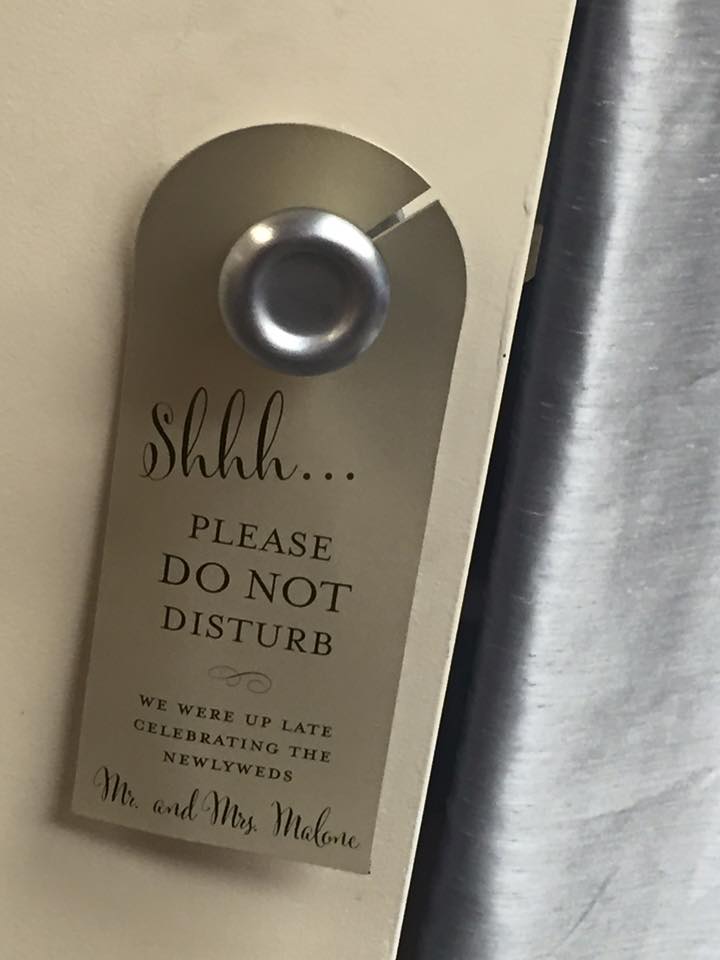 Shhh...
PLEASE
DO NOT
DISTURB
WE WERE UP LATE
CELEBRATING THE
NEWLYWEDS
Mr. and Mrs. Malone